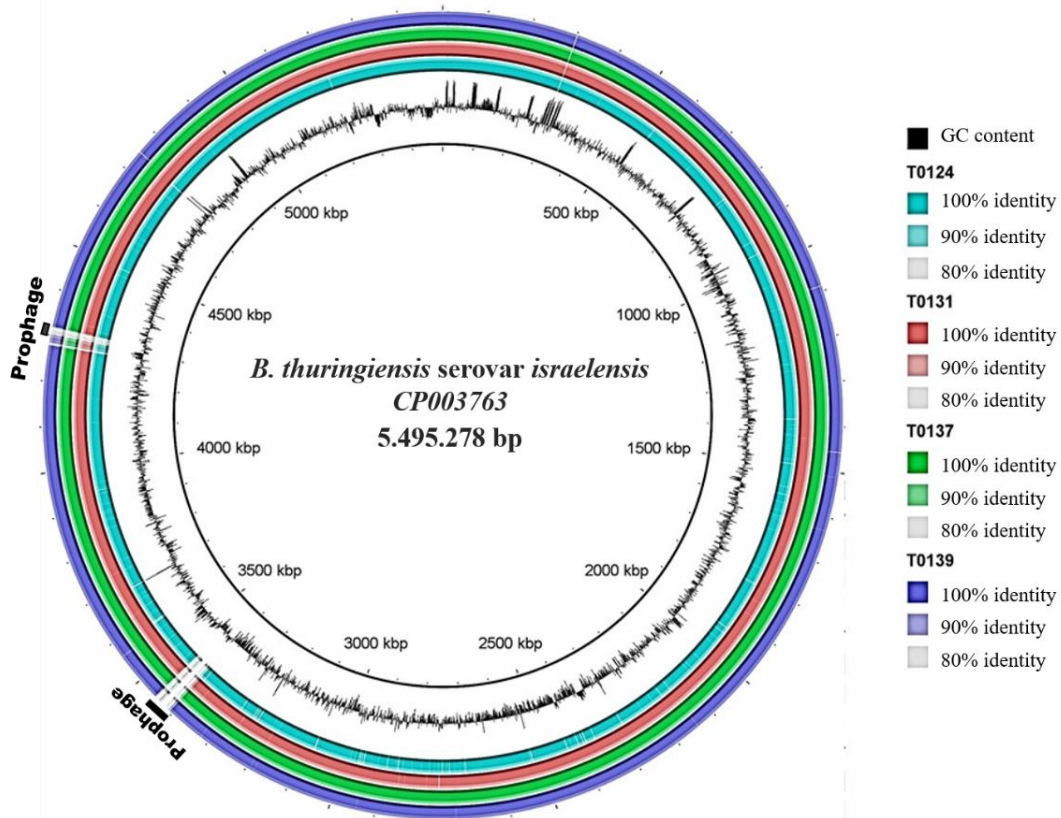 B. thuringiensis serovar israelensis
CP003763
5.495.278 bp
500 kbp
1000 kbp
1500 kbp
2000 kbp
2500 kbp
3000 kbp
3500 kbp
4000 kbp
4500 kbp
5000 kbp
Prophage
Prophage
GC content
T0124
100% identity
90% identity
80% identity
T0131
100% identity
90% identity
80% identity
T0137
100% identity
90% identity
80% identity
T0139
100% identity
90% identity
80% identity